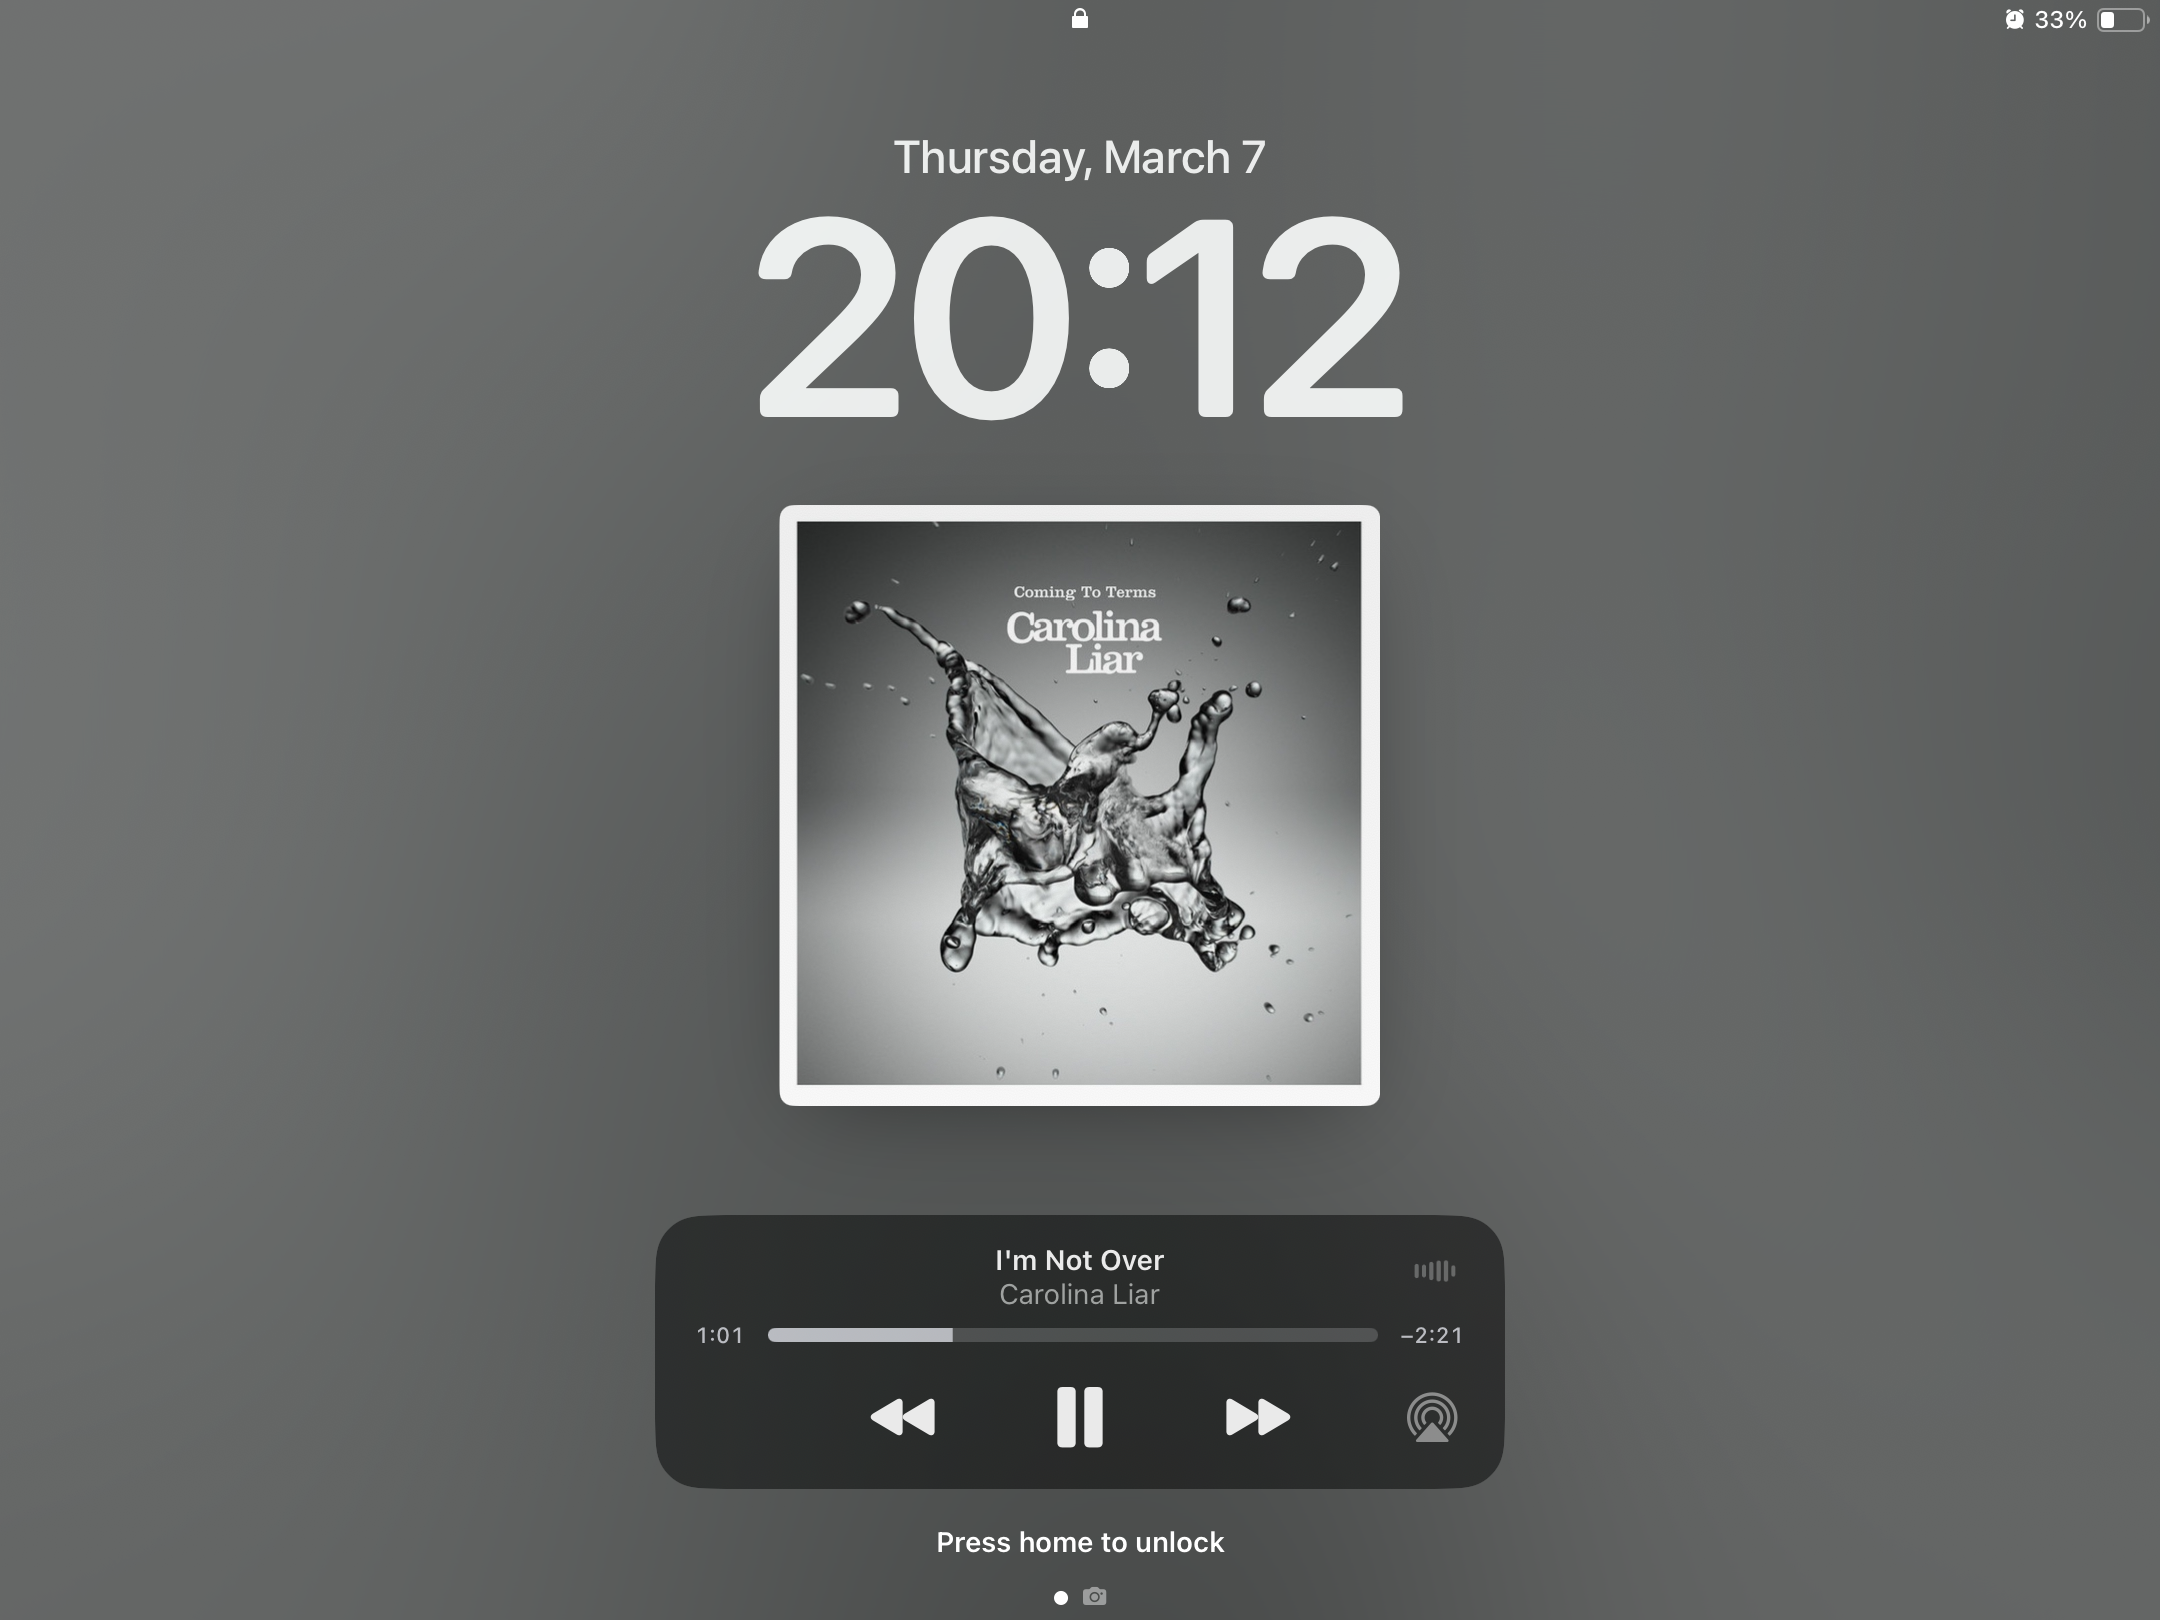 33%
Thursday, March 7
20:12
Coming To Terms
Carolina
Liar
I'm Not Over
Carolina Liar
1:01
−2:21
Press home to unlock